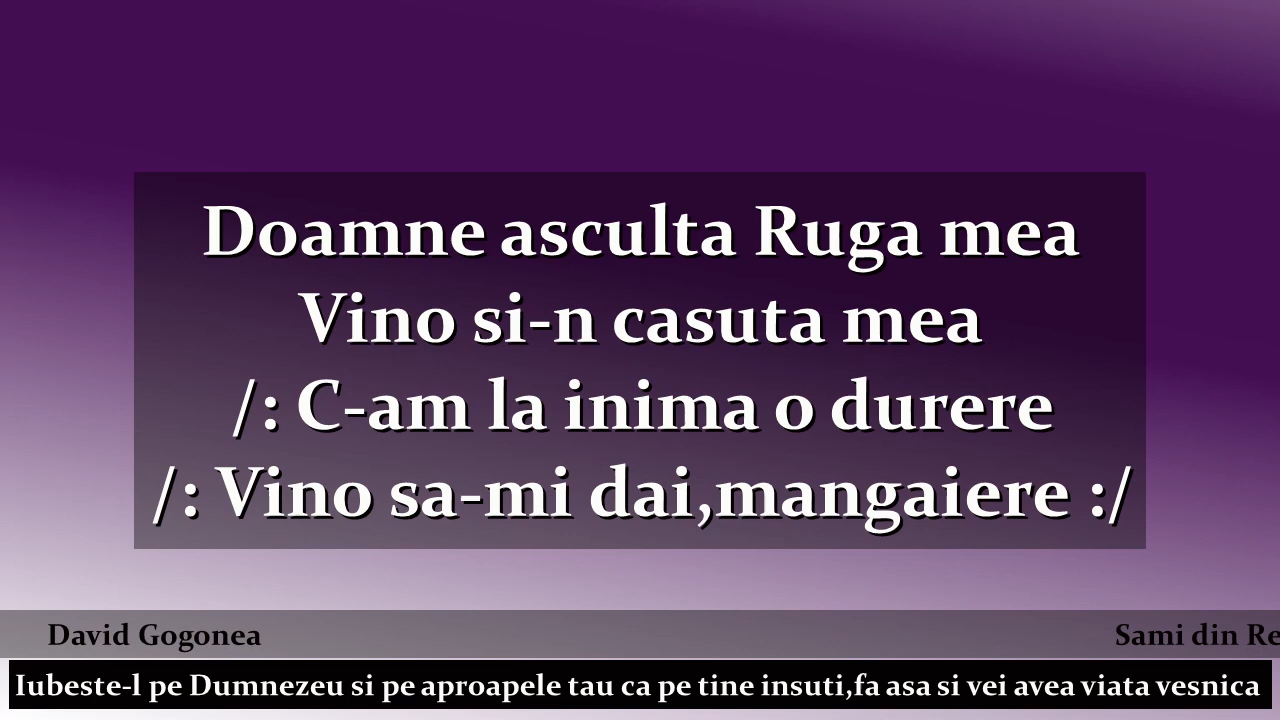 Doamne asculta Ruga mea
Vino si-n casuta mea
/: C-am la inima o durere
/: Vino sa-mi dai,mangaiere :/
David Gogonea
Sami din
Iubeste-l pe Dumnezeu si pe aproapele tau ca pe tine insuti,fa asa si vei avea viata vesnica